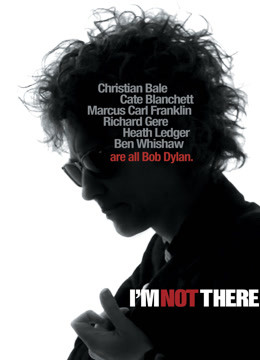 Christian Bale
Cate Blanchett
Marcus Carl Franklin
Richard Gere
Heath Ledger
Ben Whishaw
are all Bob Dylan.
I'M NOT THERE